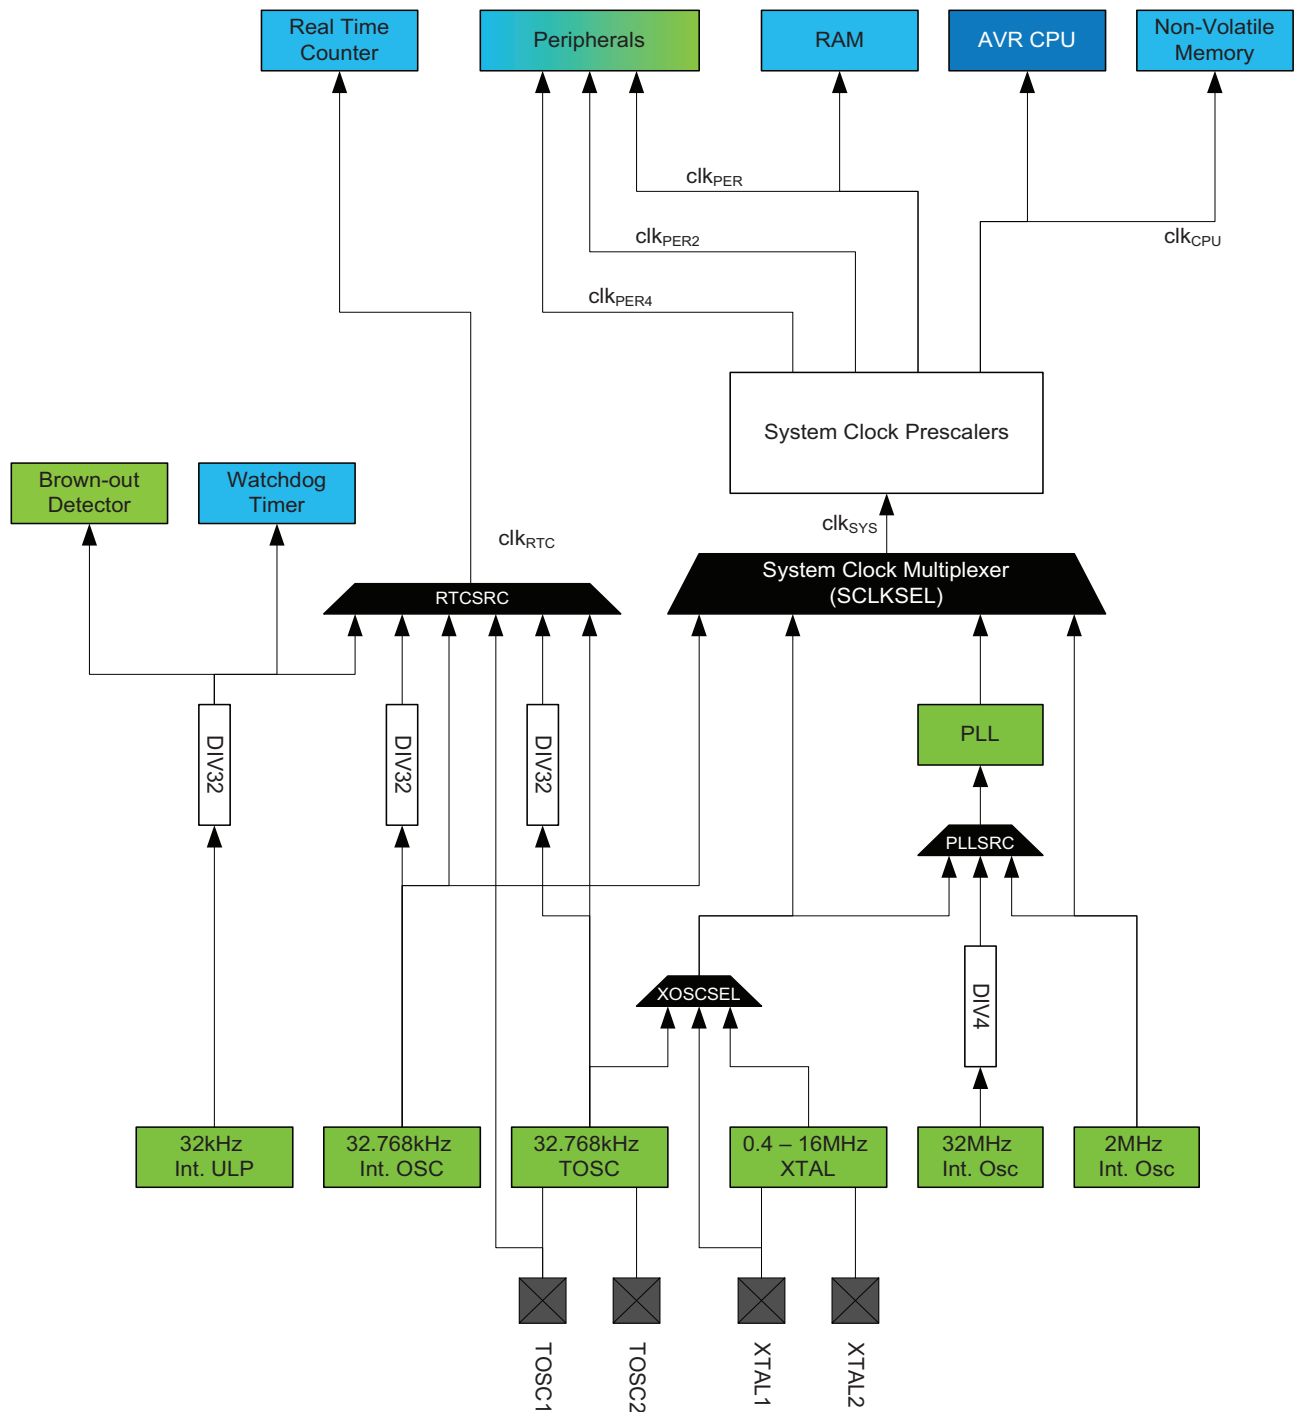 Real Time
Counter
Peripherals
RAM
AVR CPU
Non-Volatile
Memory
clkPER
clkPER2
clkCPU
clkPER4
System Clock Prescalers
Brown-out
Detector
Watchdog
Timer
clkRTC
clkSYS
System Clock Multiplexer
(SCLKSEL)
RTCSRC
DIV32
DIV32
DIV32
PLL
PLLSRC
XOSCSEL
DIV4
32kHz
Int. ULP
32.768kHz
Int. OSC
32.768kHz
TOSC
0.4 – 16MHz
XTAL
32MHz
Int. Osc
2MHz
Int. Osc
TOSC1
TOSC2
XTAL1
XTAL2